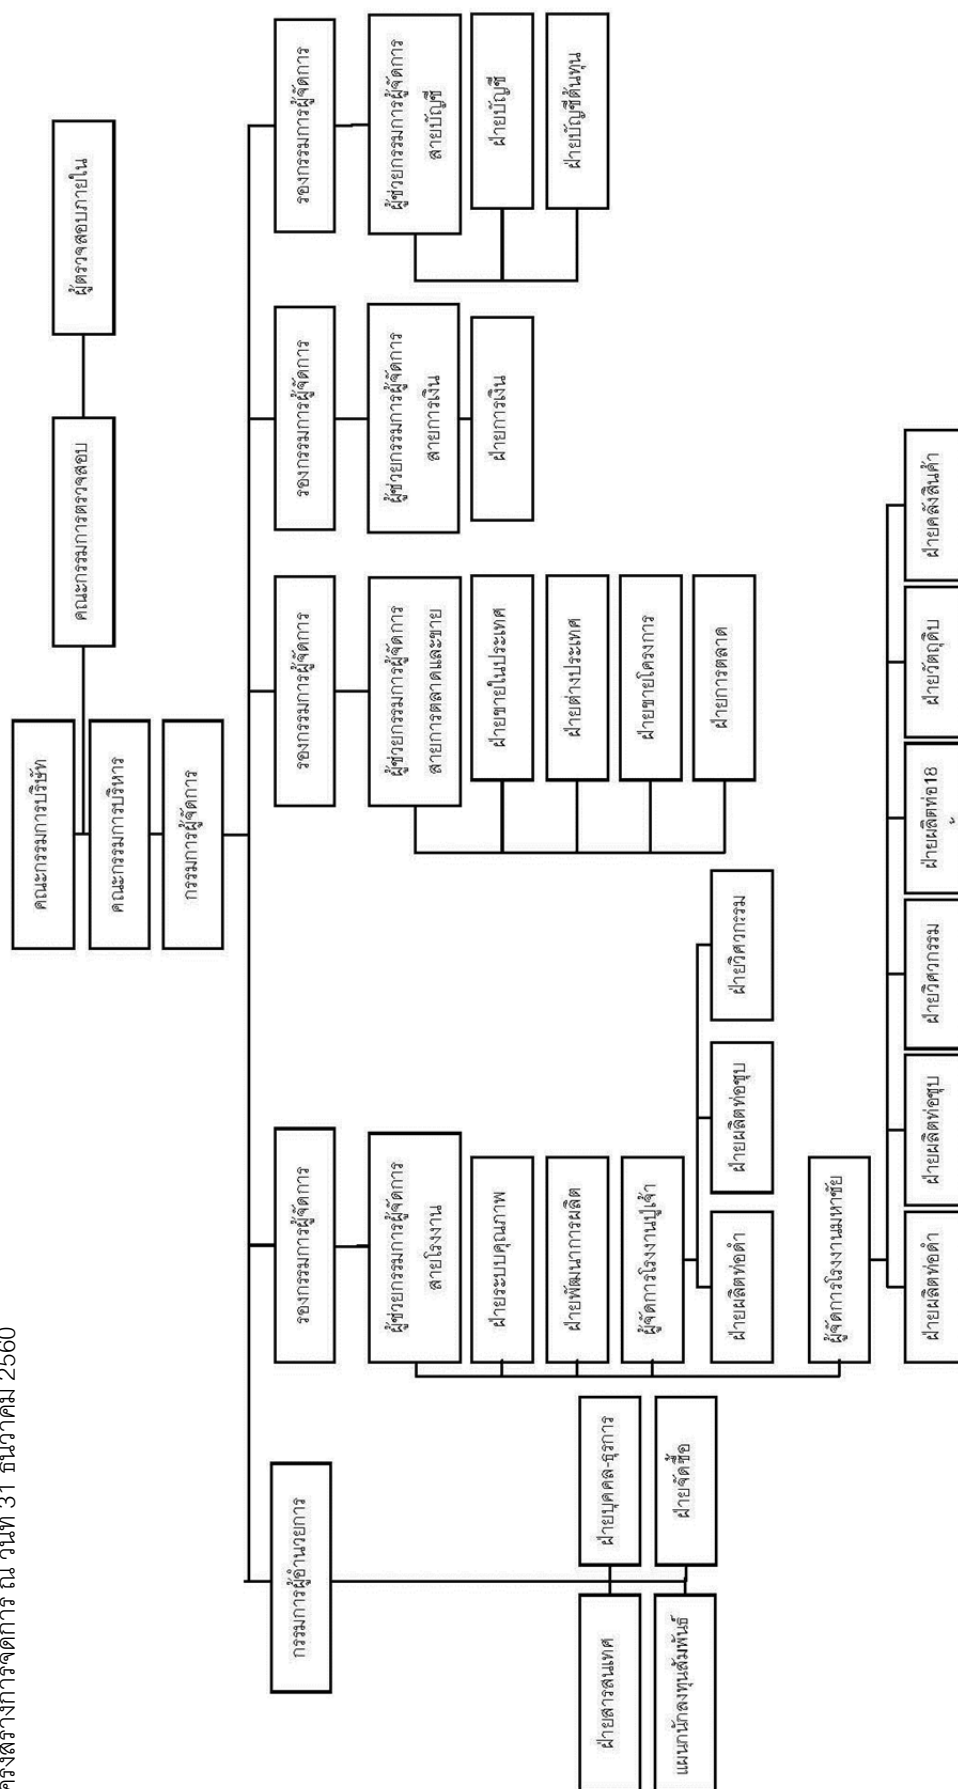 โครงสร้างการจัดการ ณ วันที่ 31 ธันวาคม 2560
คณะกรรมการบริษัท
คณะกรรมการตรวจสอบ
ผู้ตรวจสอบภายใน
คณะกรรมการบริหาร
กรรมการผู้จัดการ
กรรมการผู้อำนวยการ
ฝ่ายสารสนเทศ
ฝ่ายบุคคล-ธุรการ
แผนกนักลงทุนสัมพันธ์
ฝ่ายจัดซื้อ
รองกรรมการผู้จัดการ
ผู้ช่วยกรรมการผู้จัดการ
สายโรงงาน
ฝ่ายระบบคุณภาพ
ฝ่ายพัฒนาการผลิต
ผู้จัดการโรงงานปู่เจ้า
ฝ่ายผลิตท่อดำ
ฝ่ายผลิตท่อชุบ
ฝ่ายวิศวกรรม
ผู้จัดการโรงงานมหาชัย
ฝ่ายผลิตท่อดำ
ฝ่ายผลิตท่อชุบ
ฝ่ายวิศวกรรม
ฝ่ายผลิตท่อ18
ฝ่ายวัตถุดิบ
ฝ่ายคลังสินค้า
รองกรรมการผู้จัดการ
ผู้ช่วยกรรมการผู้จัดการ
สายการตลาดและขาย
ฝ่ายขายในประเทศ
ฝ่ายต่างประเทศ
ฝ่ายขายโครงการ
ฝ่ายการตลาด
รองกรรมการผู้จัดการ
ผู้ช่วยกรรมการผู้จัดการ
สายการเงิน
ฝ่ายการเงิน
รองกรรมการผู้จัดการ
ผู้ช่วยกรรมการผู้จัดการ
สายบัญชี
ฝ่ายบัญชี
ฝ่ายบัญชีต้นทุน